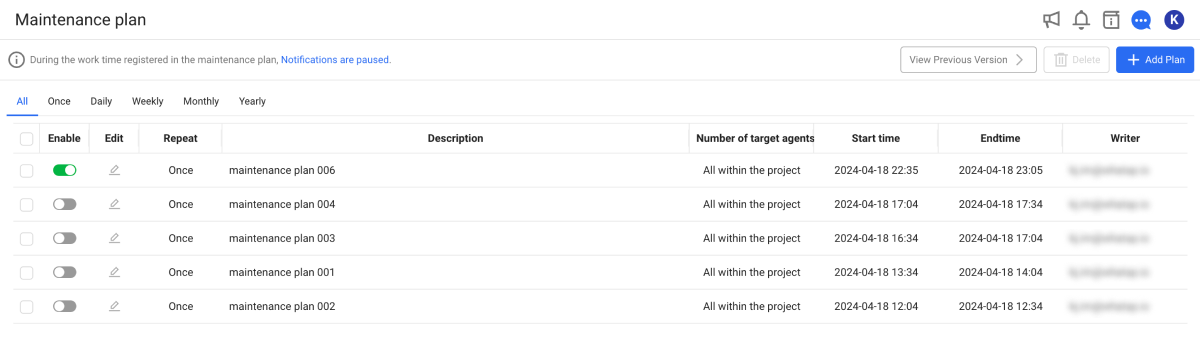 Maintenance plan
K
During the work time registered in the maintenance plan, Notifications are paused.
View Previous Version
Delete
Add Plan
All Once Daily Weekly Monthly Yearly
Enable Edit Repeat Description Number of target agents Start time Endtime Writer
Once maintenance plan 006 All within the project 2024-04-18 22:35 2024-04-18 23:05
Once maintenance plan 004 All within the project 2024-04-18 17:04 2024-04-18 17:34
Once maintenance plan 003 All within the project 2024-04-18 16:34 2024-04-18 17:04
Once maintenance plan 001 All within the project 2024-04-18 13:34 2024-04-18 14:04
Once maintenance plan 002 All within the project 2024-04-18 12:04 2024-04-18 12:34